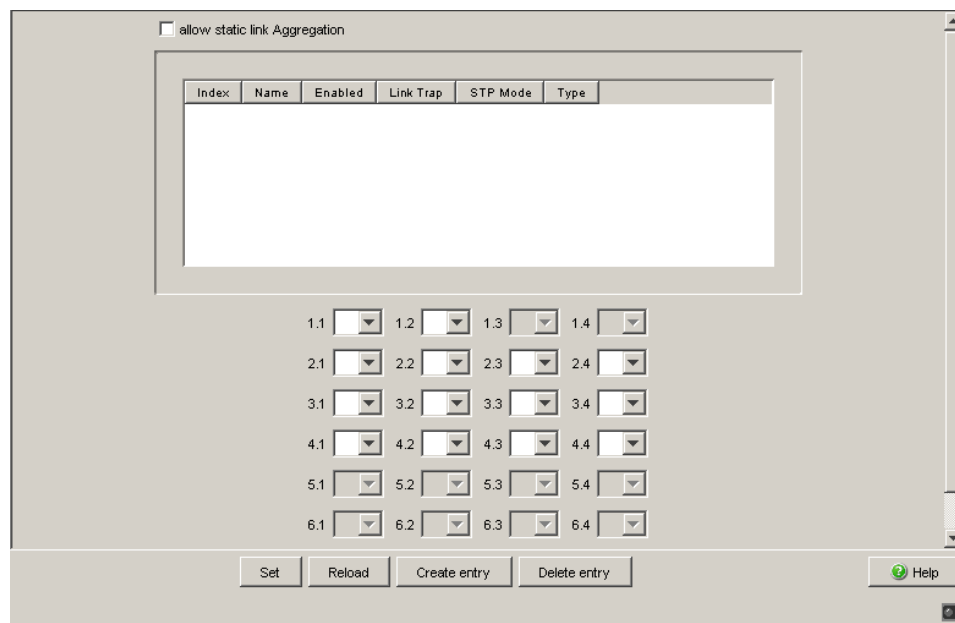 allow static link Aggregation
Index Name Enabled Link Trap STP Mode Type
1.1 1.2 1.3 1.4
2.1 2.2 2.3 2.4
3.1 3.2 3.3 3.4
4.1 4.2 4.3 4.4
5.1 5.2 5.3 5.4
6.1 6.2 6.3 6.4
Set Reload Create entry Delete entry Help